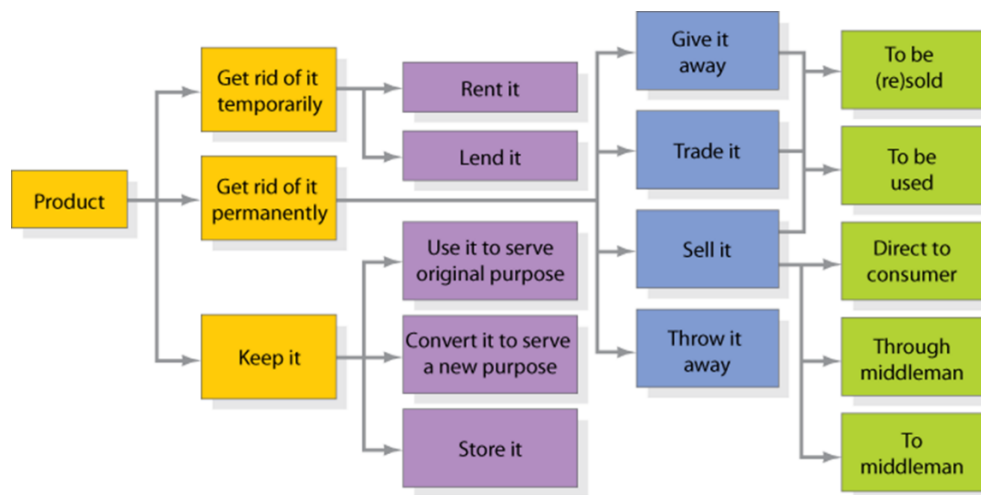 Product
Get rid of it
temporarily
Get rid of it
permanently
Keep it
Rent it
Lend it
Use it to serve
original purpose
Convert it to serve
a new purpose
Store it
Give it
away
Trade it
Sell it
Throw it
away
To be
(re)sold
To be
used
Direct to
consumer
Through
middleman
To
middleman